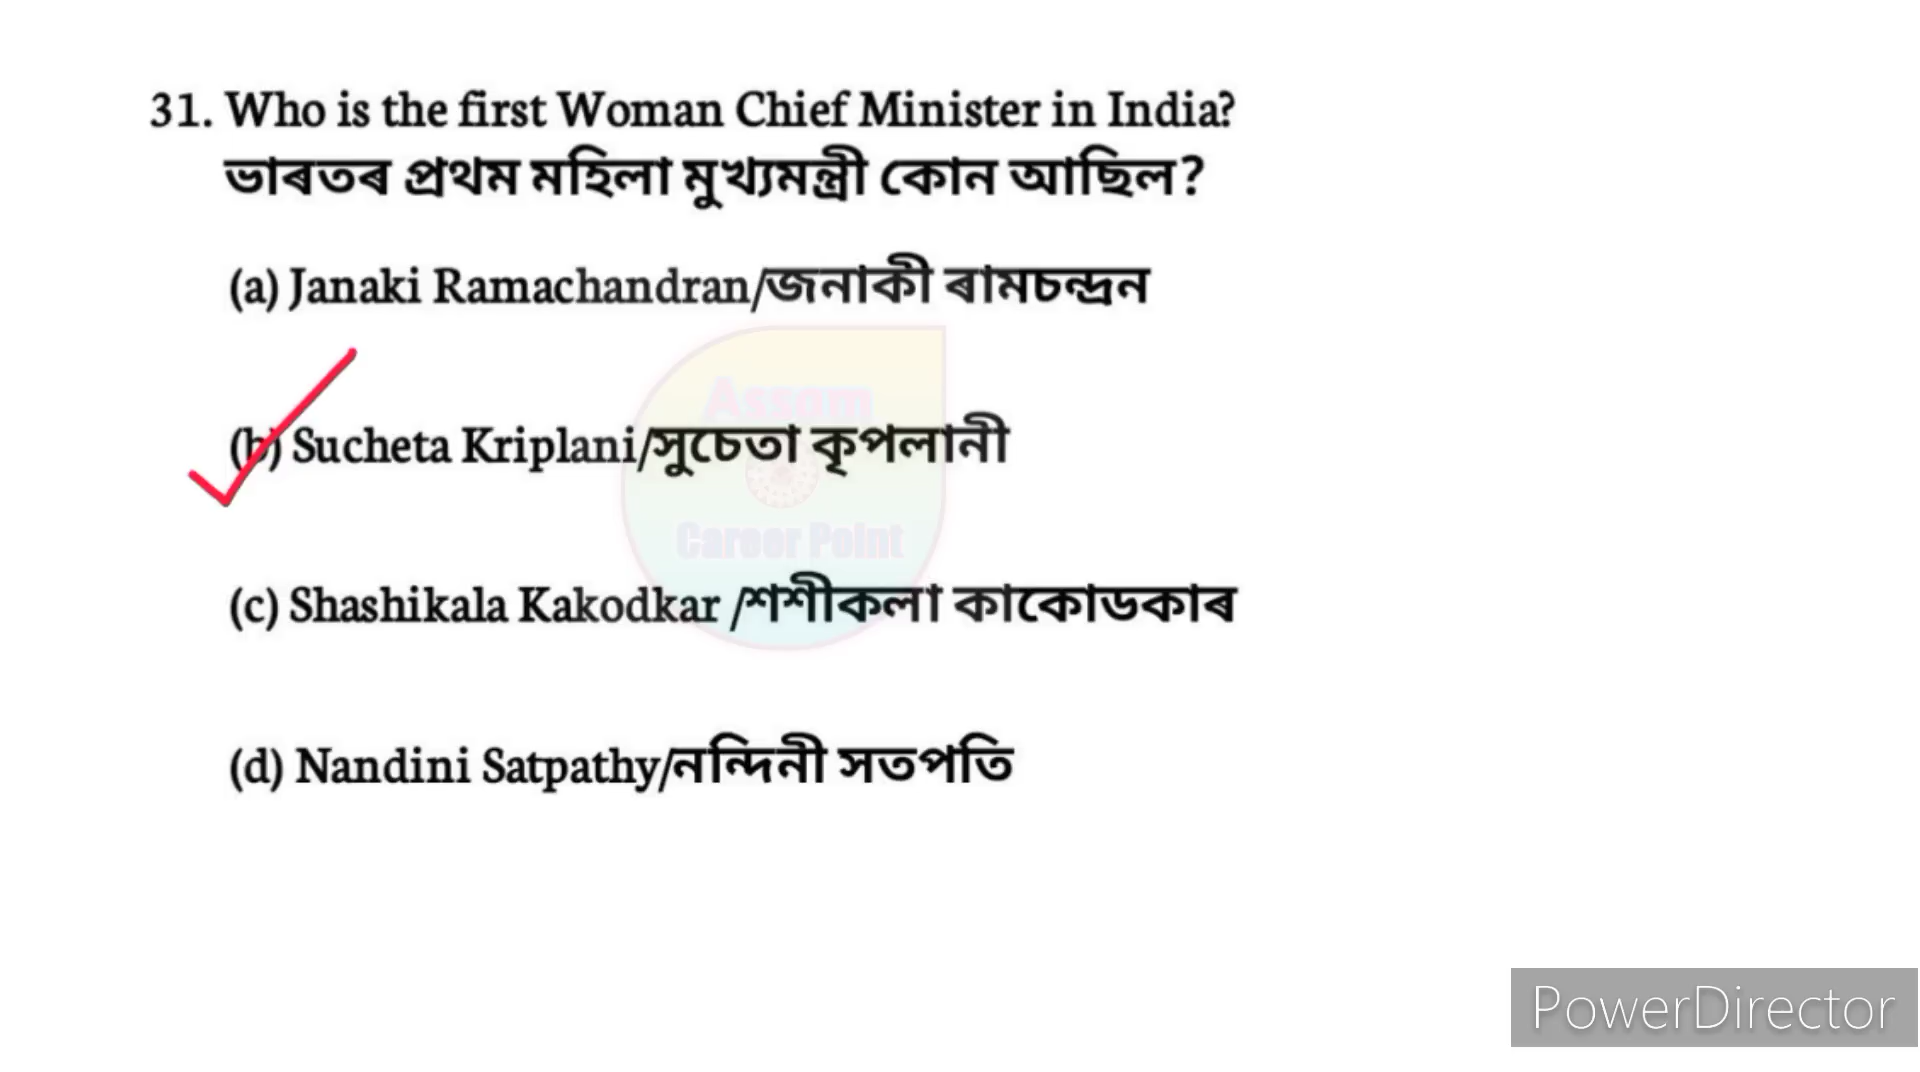 31. Who is the first Woman Chief Minister in India?
ভাৰতৰ প্ৰথম মহিলা মুখ্যমন্ত্ৰী কোন আছিল?
(a) Janaki Ramachandran/জনাকী ৰামচন্দ্ৰন
Assam
(b) Sucheta Kriplani/সুচেতা কৃপলানী
Career Point
(c) Shashikala Kakodkar /শশীকলা কাকোডকাৰ
(d) Nandini Satpathy/নন্দিনী সতপতি
PowerDirector